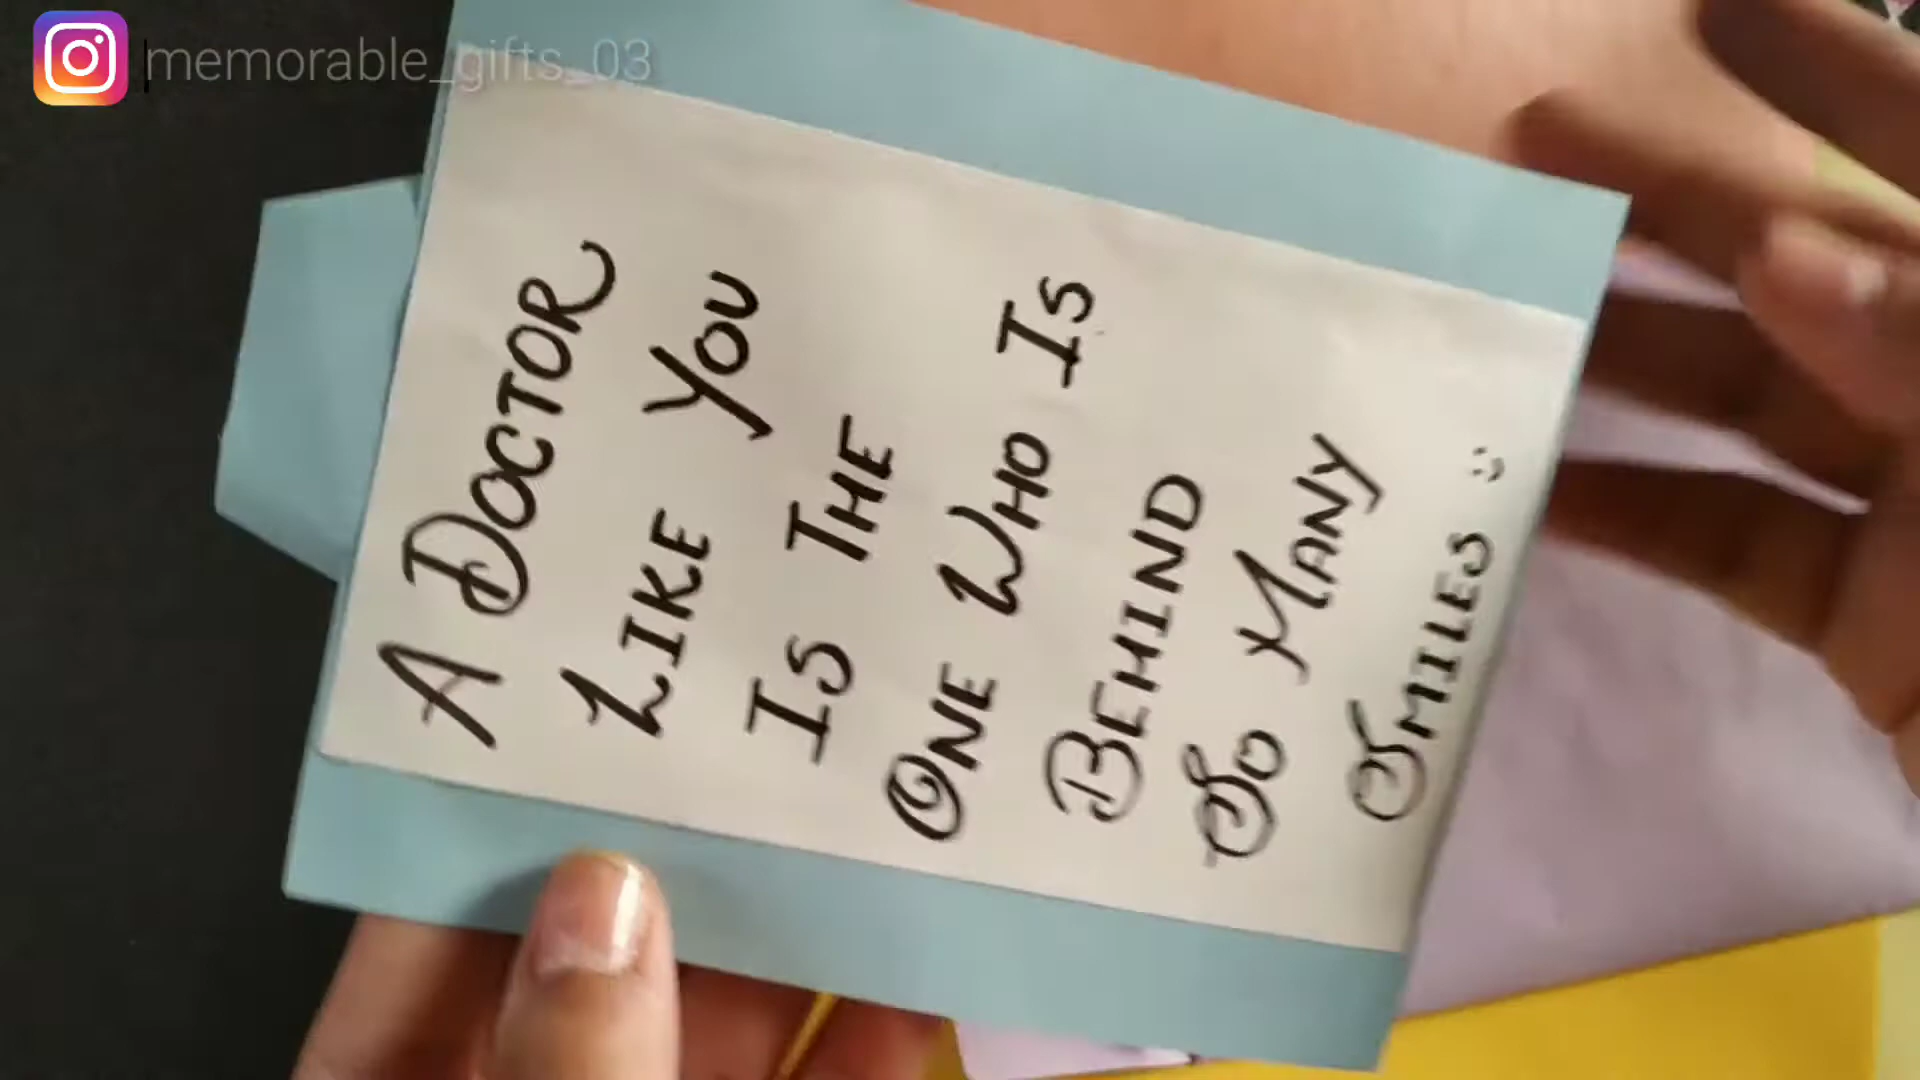 memorable_gifts_03
A DOCTOR
LIKE YOU
IS THE
ONE WHO IS
BEHIND
SO MANY
SMILES :)